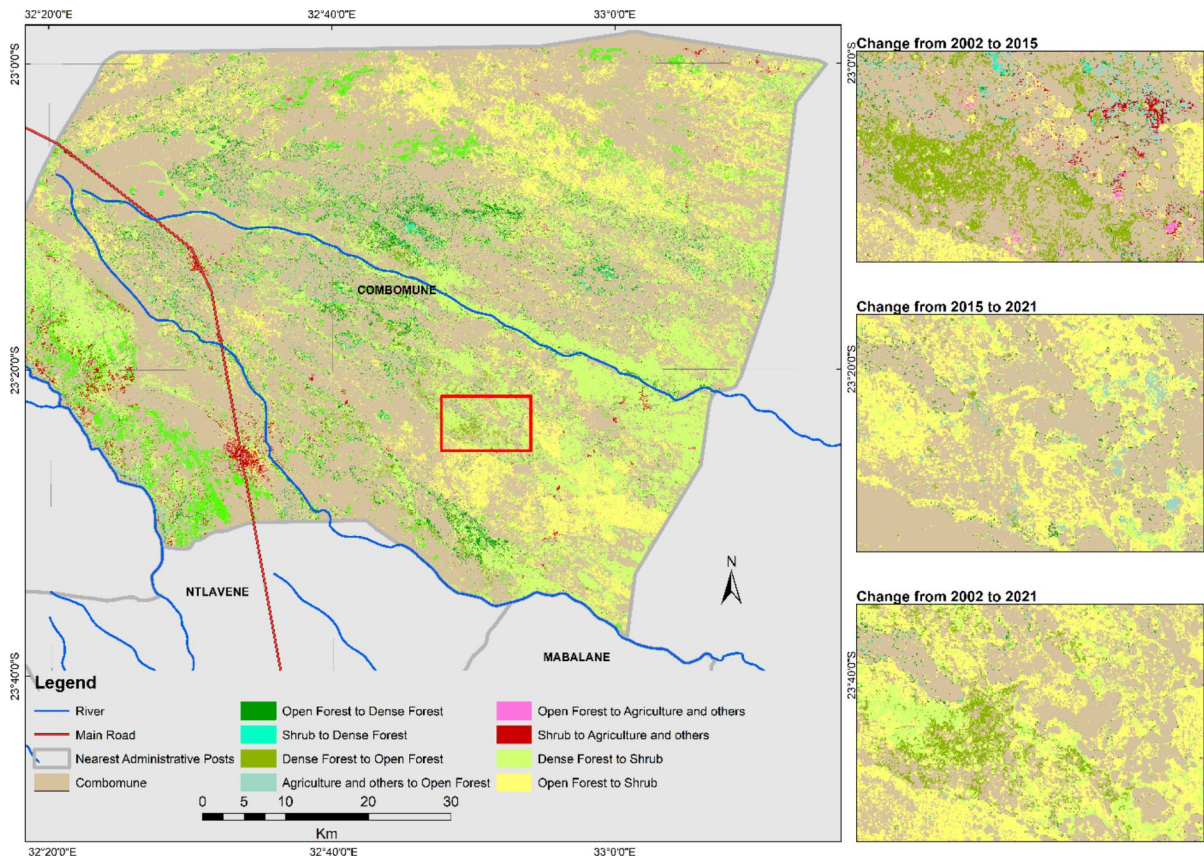 32°20'0"E
32°40'0"E
33°0'0"E
Change from 2002 to 2015
23°0'0"S
23°0'0"S
COMBOMUNE
Change from 2015 to 2021
23°20'0"S
23°20'0"S
N
NTLAVENE
MABALANE
Change from 2002 to 2021
23°40'0"S
23°40'0"S
Legend
River
Main Road
Nearest Administrative Posts
Combomune
Open Forest to Dense Forest
Shrub to Dense Forest
Dense Forest to Open Forest
Agriculture and others to Open Forest
Open Forest to Agriculture and others
Shrub to Agriculture and others
Dense Forest to Shrub
Open Forest to Shrub
0 5 10 20 30
Km
32°20'0"E
32°40'0"E
33°0'0"E